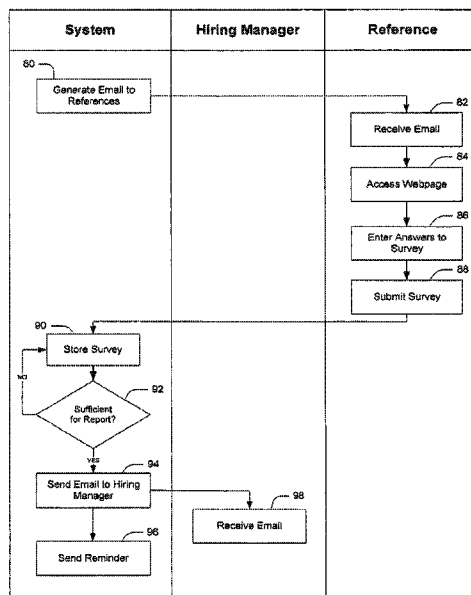 System
Hiring Manager
Reference
80
Generate Email to
References
82
Receive Email
84
Access Webpage
86
Enter Answers to
Survey
88
Submit Survey
90
Store Survey
NO
92
Sufficient
for Report?
YES
94
Send Email to Hiring
Manager
98
Receive Email
96
Send Reminder